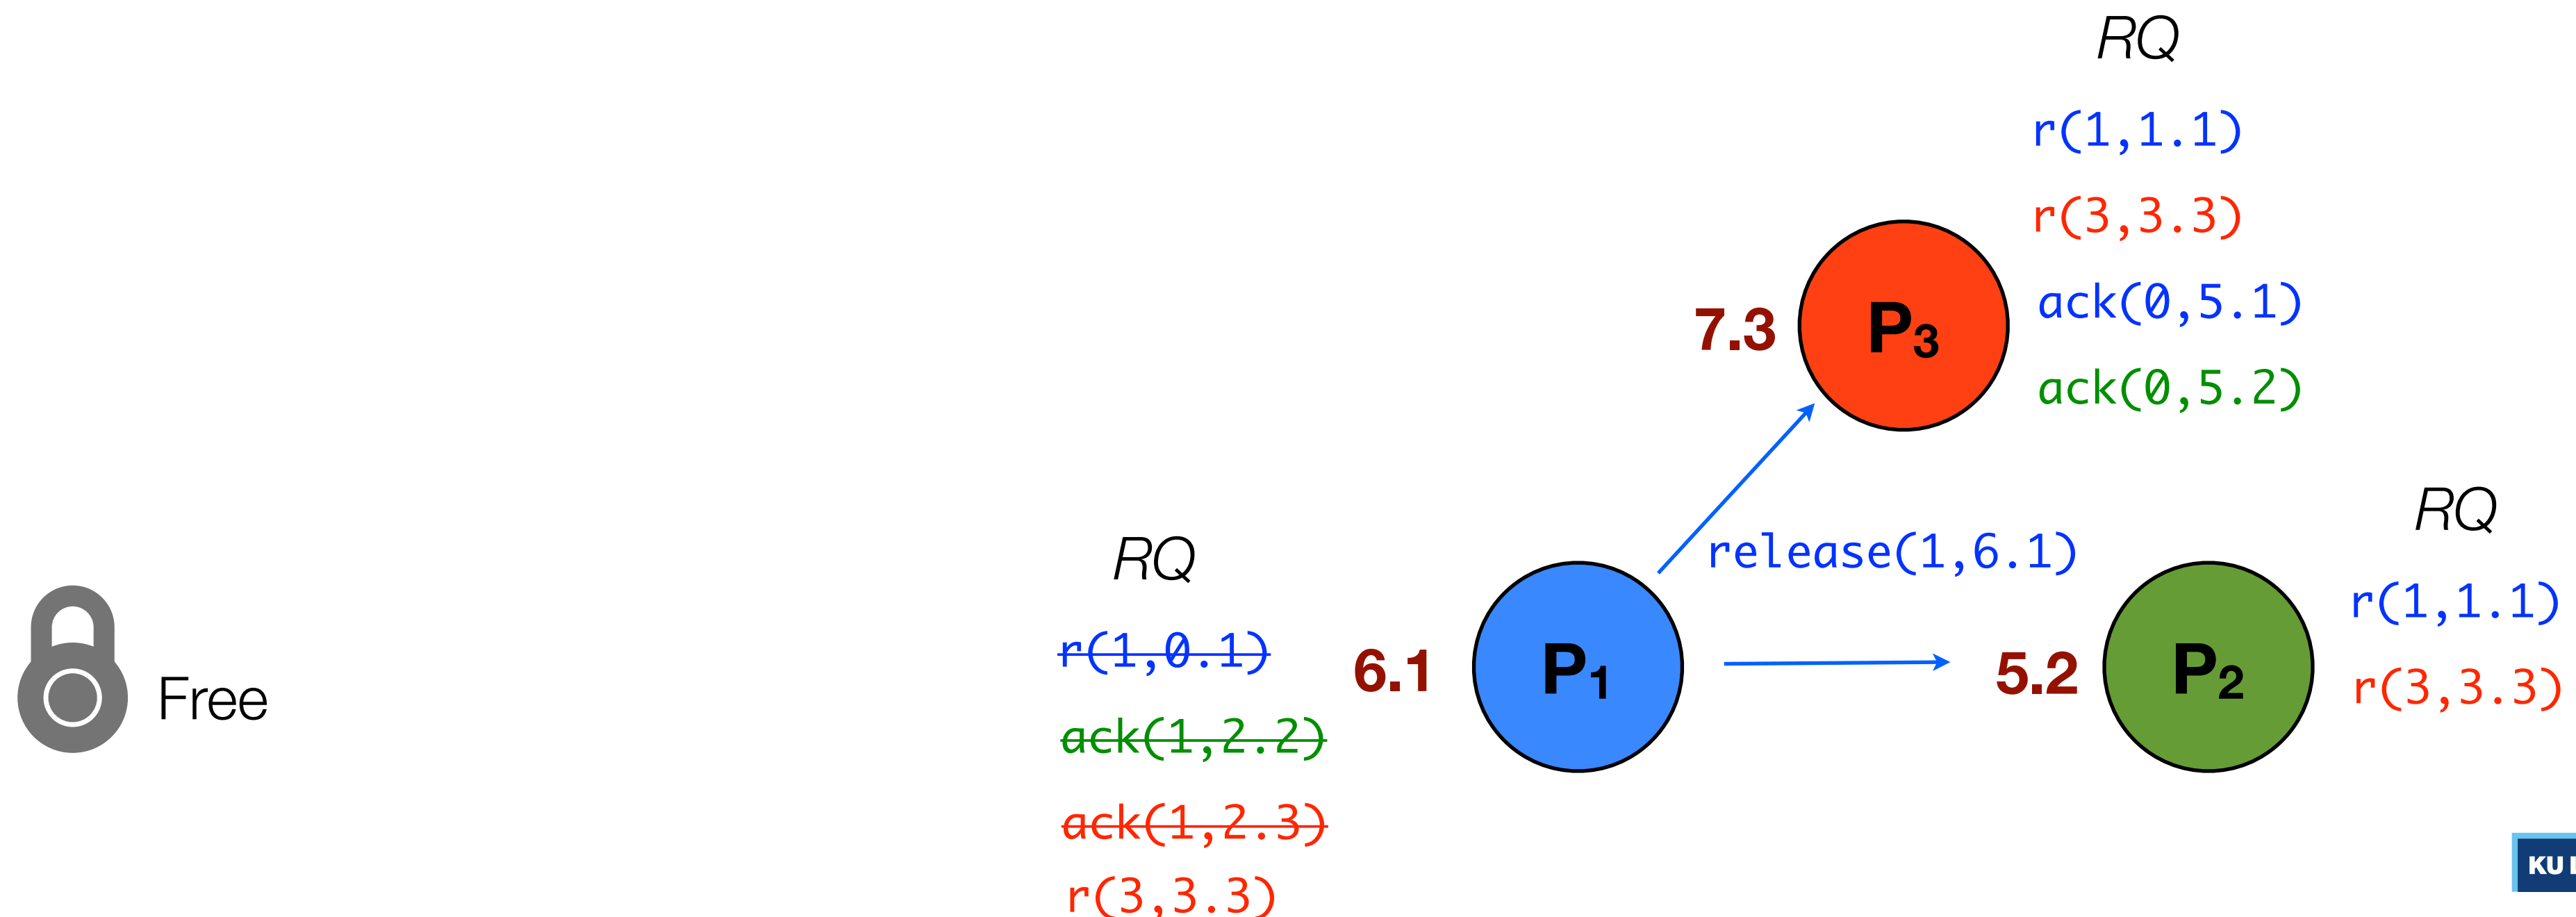 RQ
r(1,1.1)
r(3,3.3)
ack(0,5.1)
ack(0,5.2)
7.3
P3
RQ
r(1,1.1)
r(3,3.3)
release(1,6.1)
5.2
P2
RQ
r(1,0.1)
ack(1,2.2)
ack(1,2.3)
r(3,3.3)
6.1
P1
Free
KU